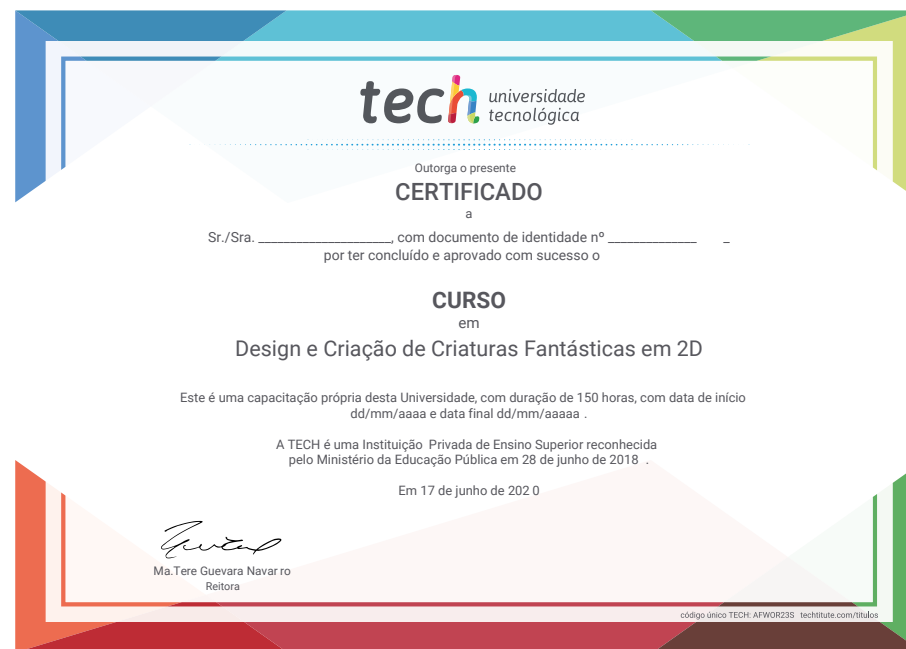 tech universidade
tecnológica
Outorga o presente
CERTIFICADO
a
Sr./Sra. ______________________, com documento de identidade nº ______________ _
por ter concluído e aprovado com sucesso o
CURSO
em
Design e Criação de Criaturas Fantásticas em 2D
Este é uma capacitação própria desta Universidade, com duração de 150 horas, com data de início
dd/mm/aaaa e data final dd/mm/aaaaa .
A TECH é uma Instituição Privada de Ensino Superior reconhecida
pelo Ministério da Educação Pública em 28 de junho de 2018 .
Em 17 de junho de 202 0
Ma.Tere Guevara Navar ro
Reitora
código único TECH: AFWOR23S techtitute.com/titulos